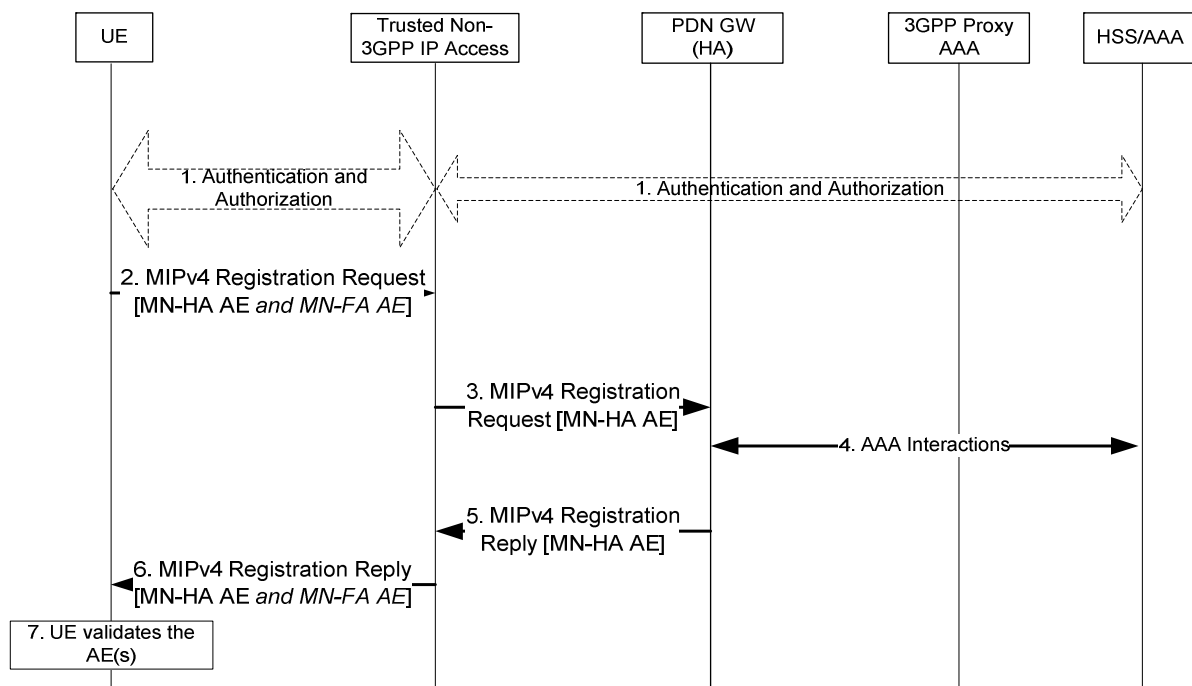 UE
Trusted Non-
3GPP IP Access
PDN GW
(HA)
3GPP Proxy
AAA
HSS/AAA
1. Authentication and
Authorization
1. Authentication and Authorization
2. MIPv4 Registration Request
[MN-HA AE and MN-FA AE]
3. MIPv4 Registration
Request [MN-HA AE]
4. AAA Interactions
5. MIPv4 Registration
Reply [MN-HA AE]
6. MIPv4 Registration Reply
[MN-HA AE and MN-FA AE]
7. UE validates the
AE(s)